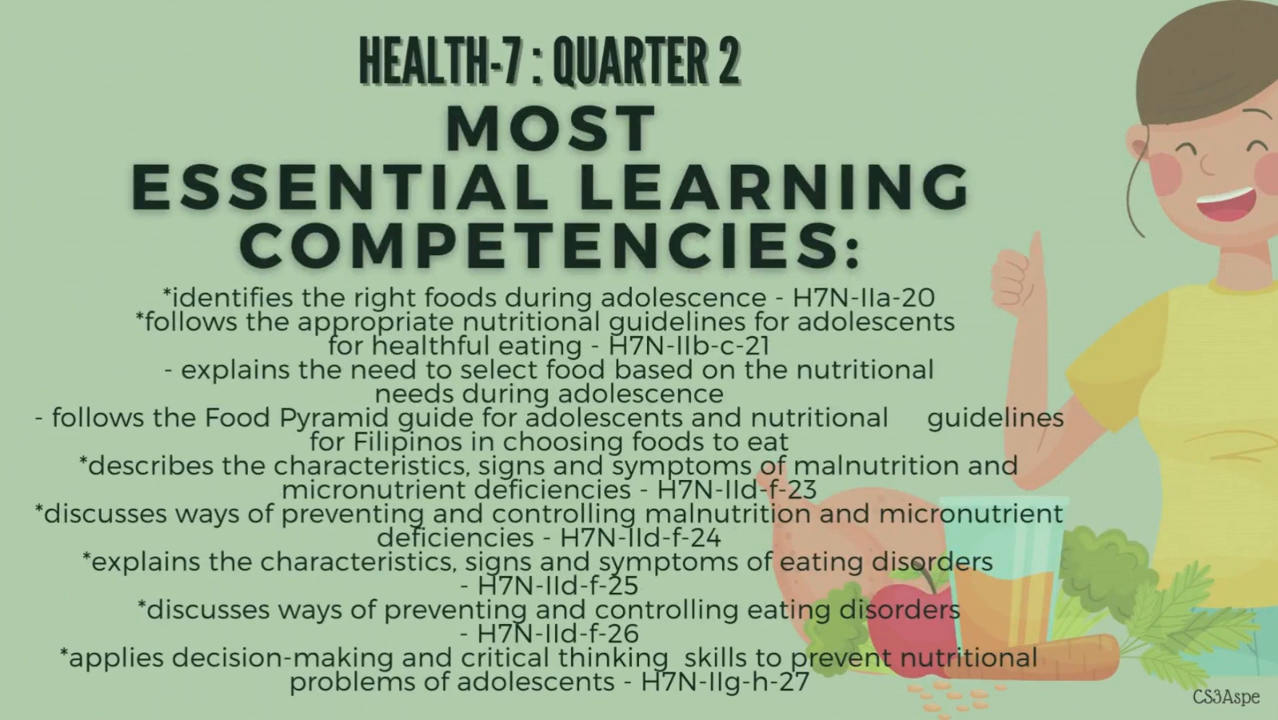 HEALTH-7 : QUARTER 2
MOST
ESSENTIAL LEARNING
COMPETENCIES:
*identifies the right foods during adolescence - H7N-IIa-20
*follows the appropriate nutritional guidelines for adolescents
for healthful eating - H7N-IIb-c-21
- explains the need to select food based on the nutritional
needs during adolescence
- follows the Food Pyramid guide for adolescents and nutritional guidelines
for Filipinos in choosing foods to eat
*describes the characteristics, signs and symptoms of malnutrition and
micronutrient deficiencies - H7N-IId-f-23
*discusses ways of preventing and controlling malnutrition and micronutrient
deficiencies - H7N-IId-f-24
*explains the characteristics, signs and symptoms of eating disorders
- H7N-IId-f-25
*discusses ways of preventing and controlling eating disorders
- H7N-IId-f-26
*applies decision-making and critical thinking skills to prevent nutritional
problems of adolescents - H7N-IIg-h-27
CS3Aspe